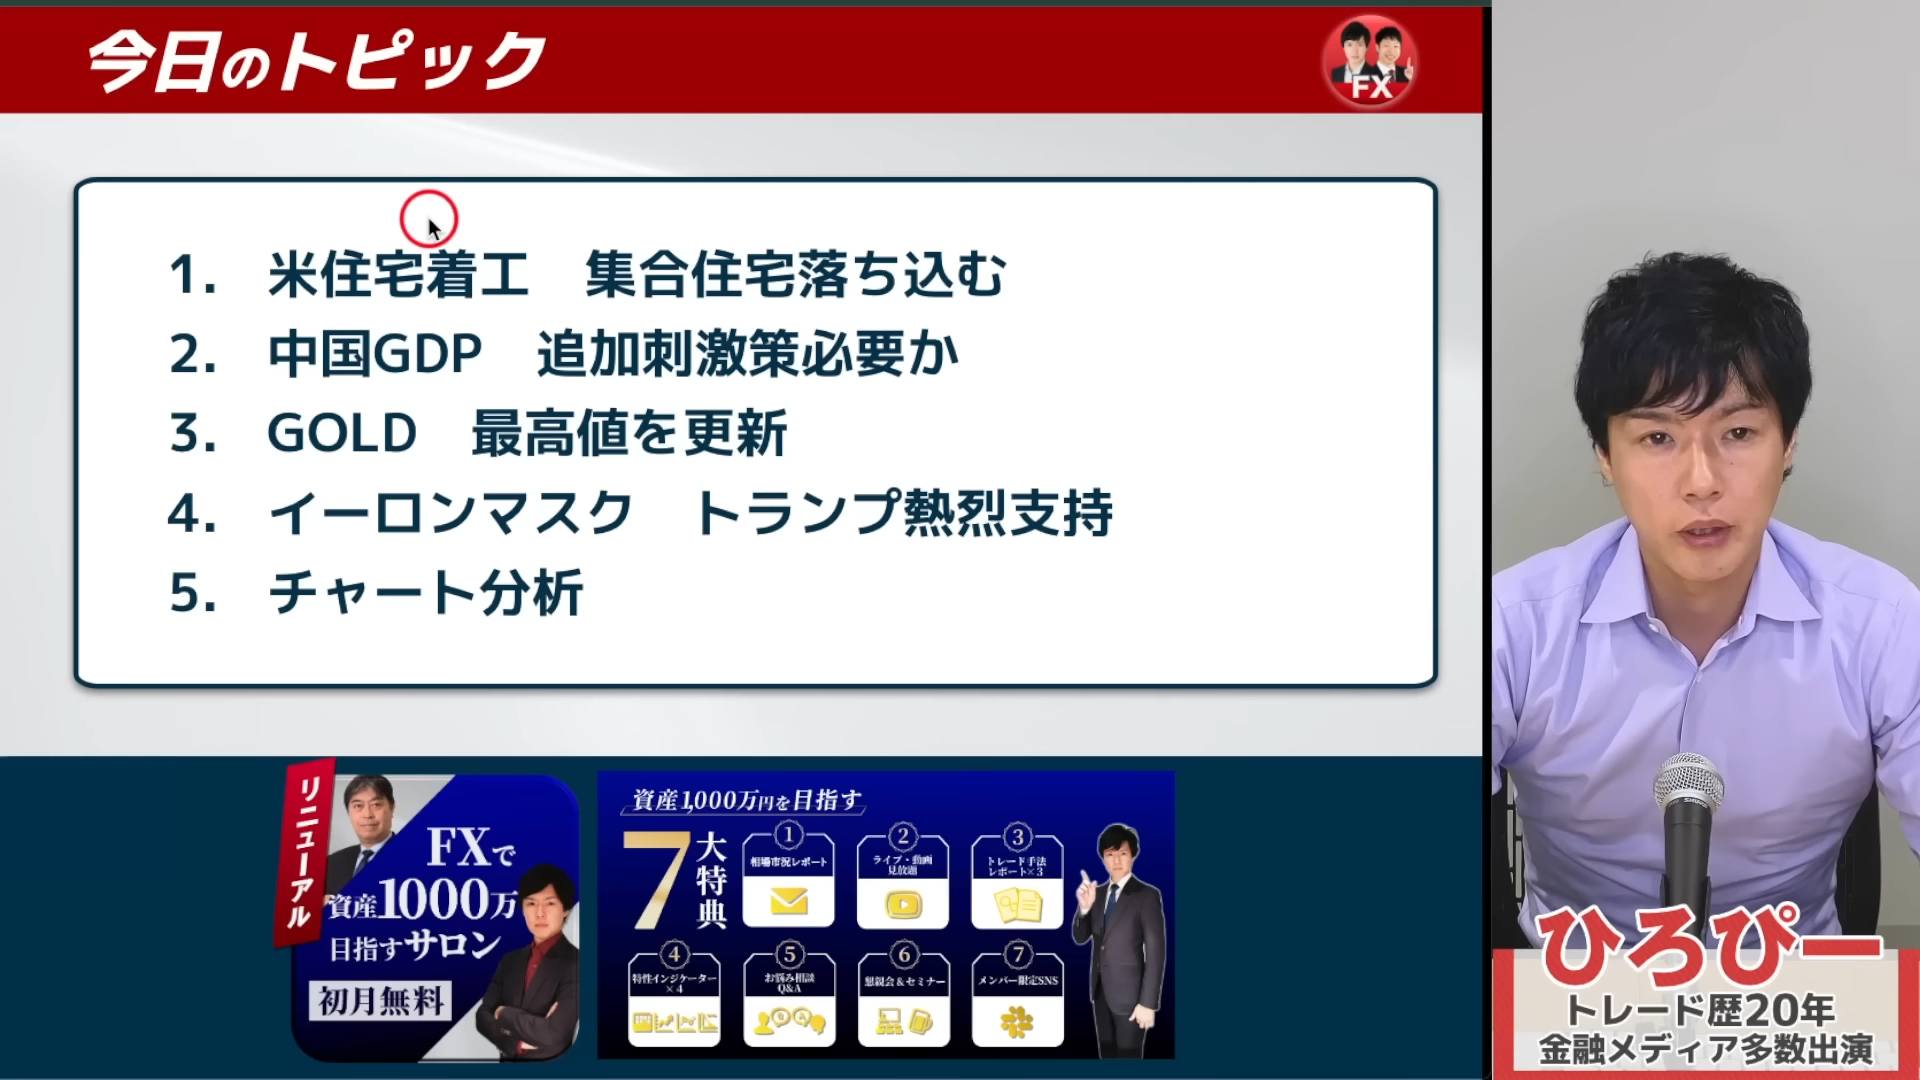 今日のトピック
FX
1. 米住宅着工 集合住宅落ち込む
2. 中国GDP 追加刺激策必要か
3. GOLD 最高値を更新
4. イーロンマスク トランプ熱烈支持
5. チャート分析
リニューアル
FXで
資産1000万
目指すサロン
初月無料
資産1,000万円を目指す
7大特典
1
相場市況レポート
2
ライブ・動画
見放題
3
トレード手法
レポート×3
4
特性インジケーター
×4
5
お悩み相談
Q&A
6
懇親会&セミナー
7
メンバー限定SNS
SHURE
ひろぴー
トレード歴20年
金融メディア多数出演